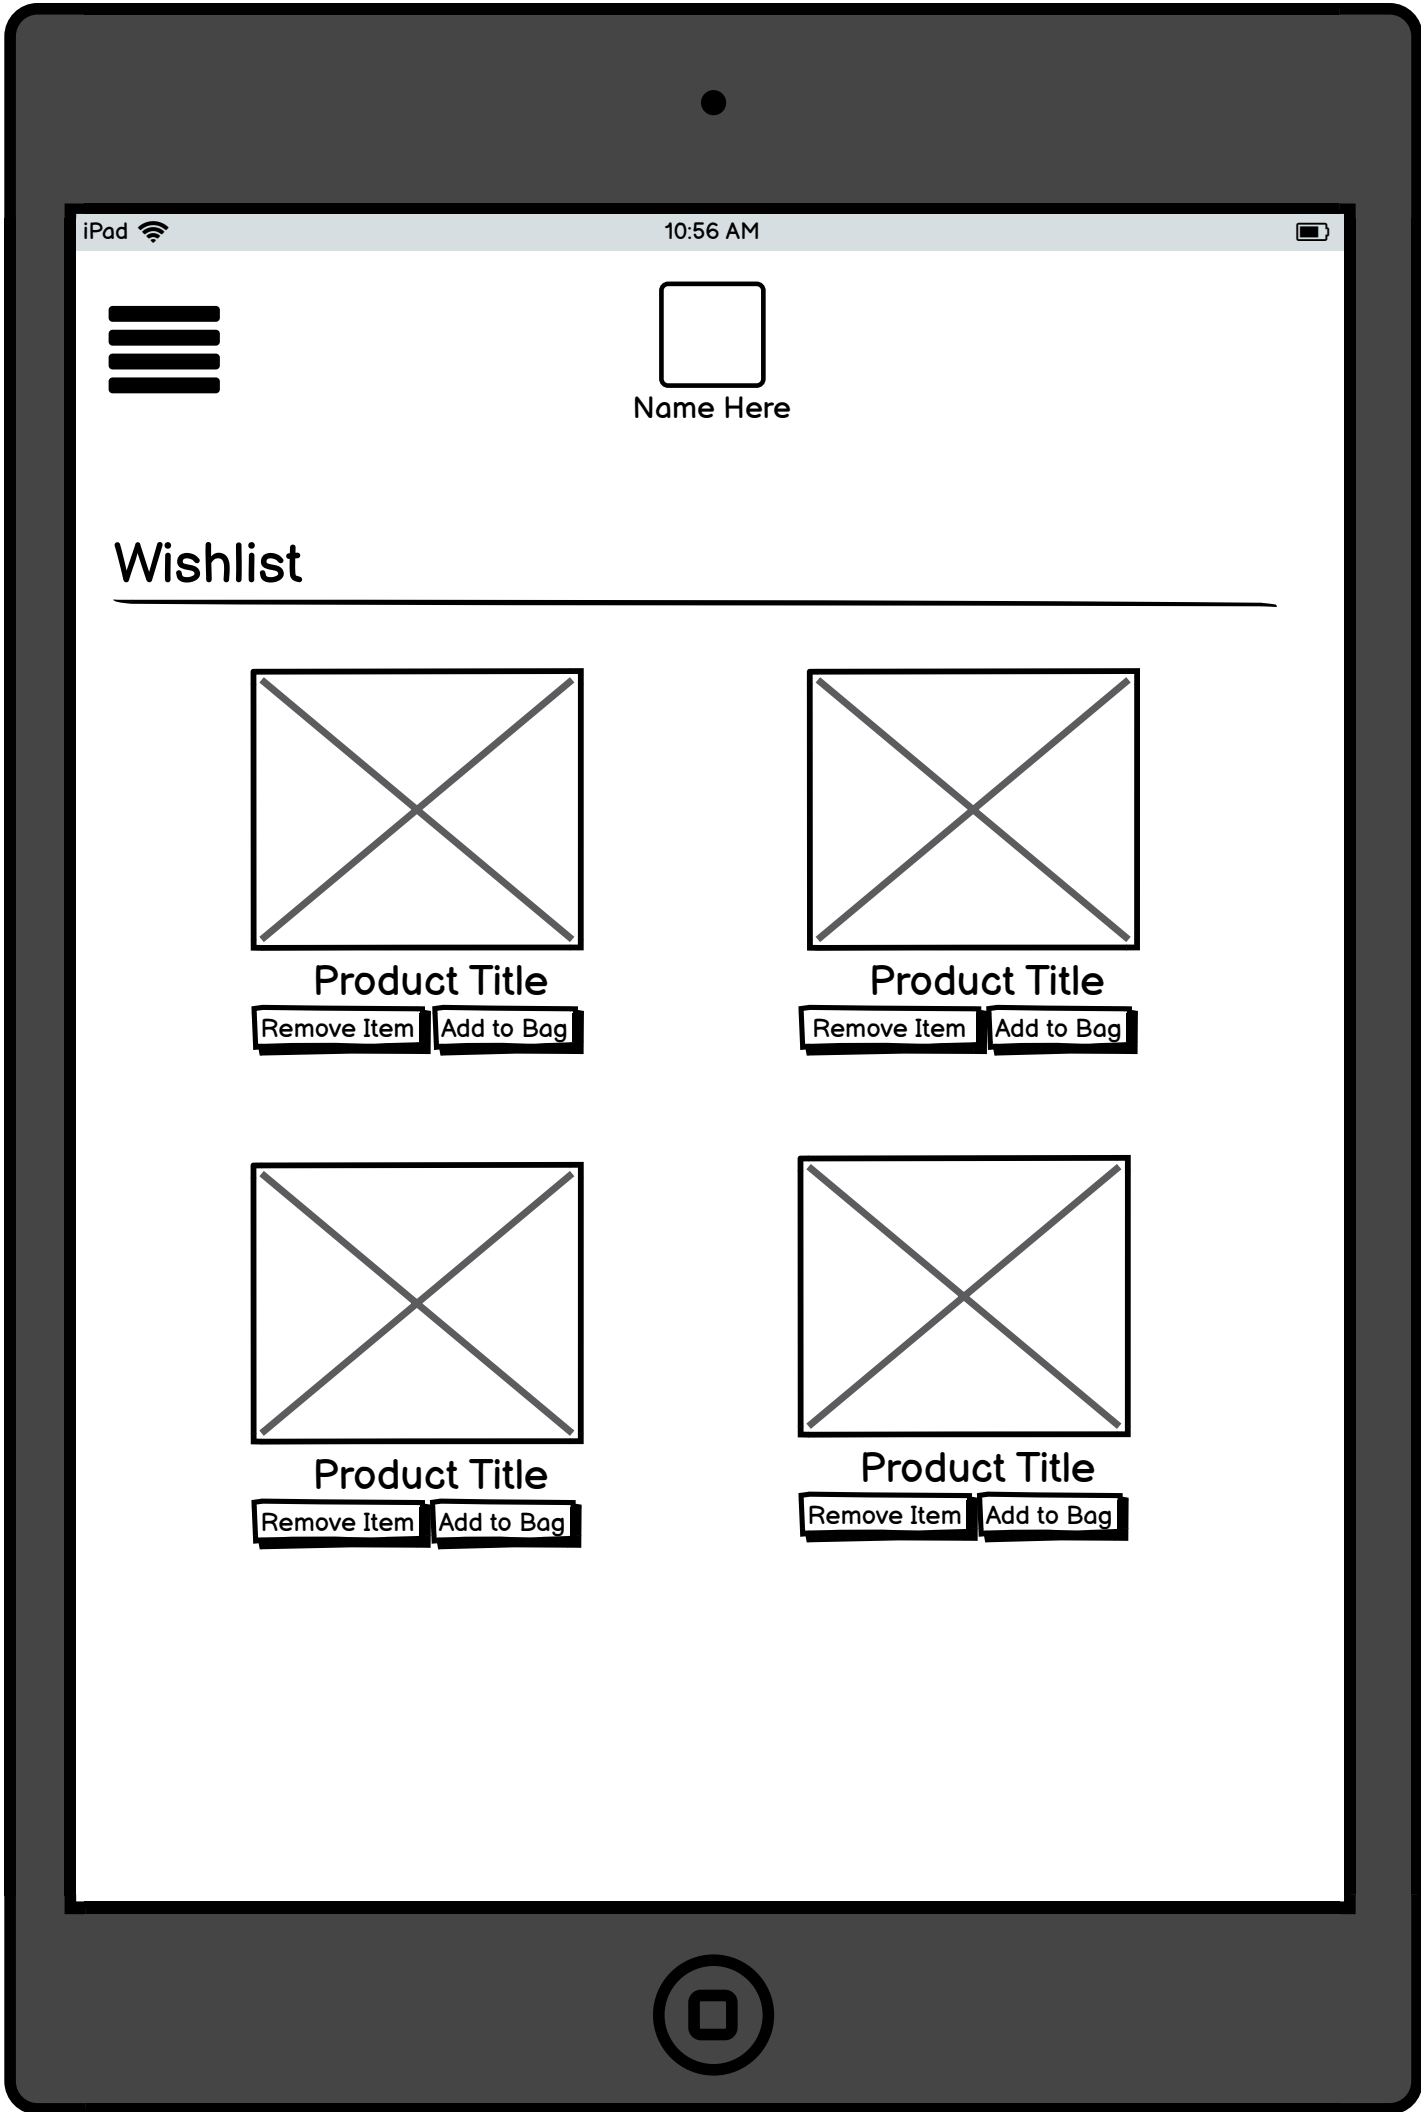 iPad 10:56 AM
Name Here
Wishlist
Product Title Product Title
Remove Item Add to Bag Remove Item Add to Bag
Product Title Product Title
Remove Item Add to Bag Remove Item Add to Bag